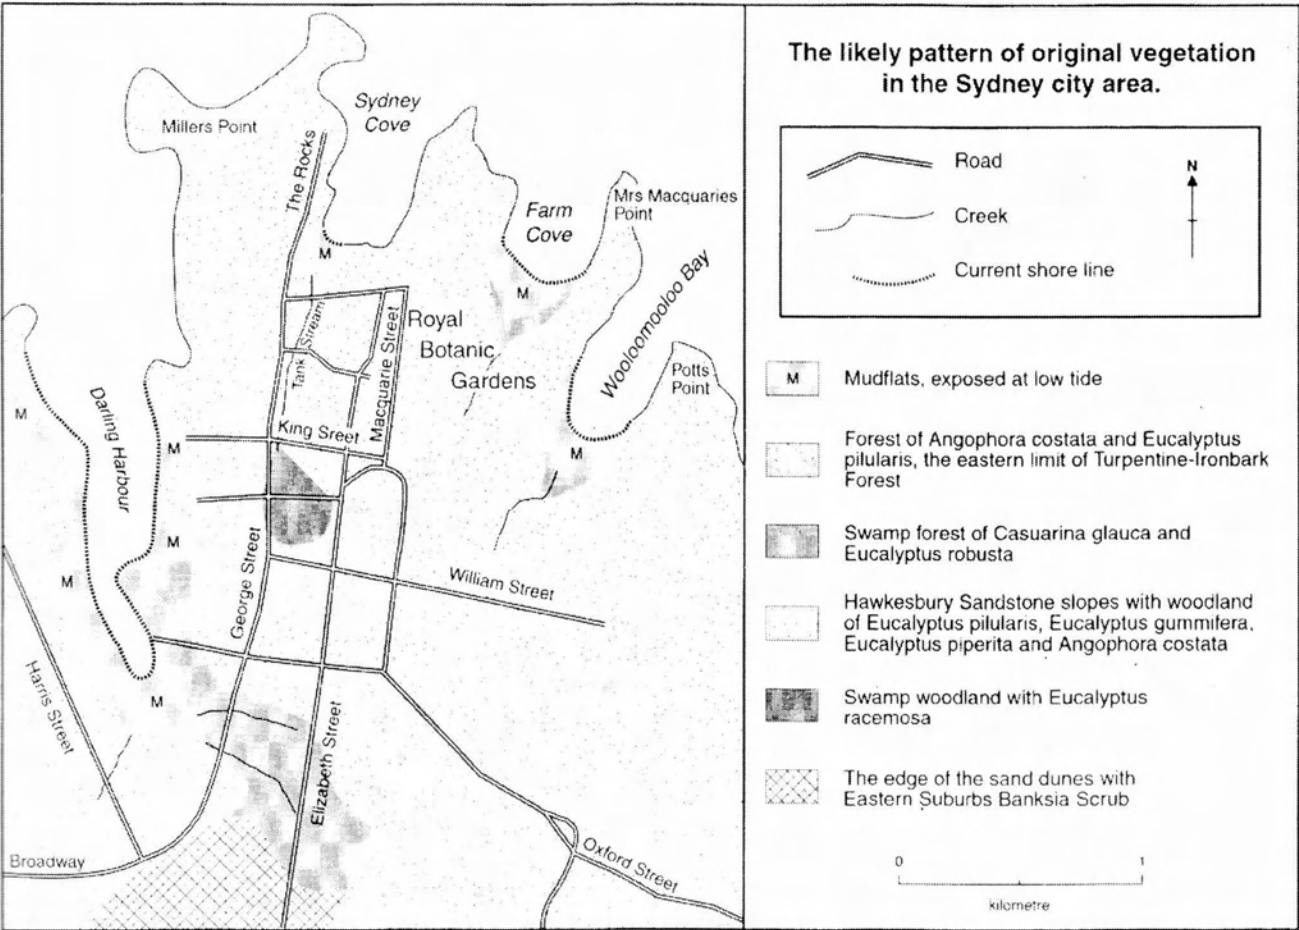 Sydney
Cove
Millers Point
The Rocks
Farm
Cove
Mrs Macquaries
Point
M
M
Wooloomooloo Bay
Royal
Botanic
Gardens
Tank Stream
Macquarie Street
Potts
Point
King Sreet
M
Darling Harbour
M
M
M
M
George Street
William Street
Harris Street
M
Elizabeth Street
Broadway
Oxford Street
The likely pattern of original vegetation
in the Sydney city area.
Road
N
Creek
Current shore line
M Mudflats, exposed at low tide
Forest of Angophora costata and Eucalyptus
pilularis, the eastern limit of Turpentine-Ironbark
Forest
Swamp forest of Casuarina glauca and
Eucalyptus robusta
Hawkesbury Sandstone slopes with woodland
of Eucalyptus pilularis, Eucalyptus gummifera,
Eucalyptus piperita and Angophora costata
Swamp woodland with Eucalyptus
racemosa
The edge of the sand dunes with
Eastern Suburbs Banksia Scrub
0 1
kilometre